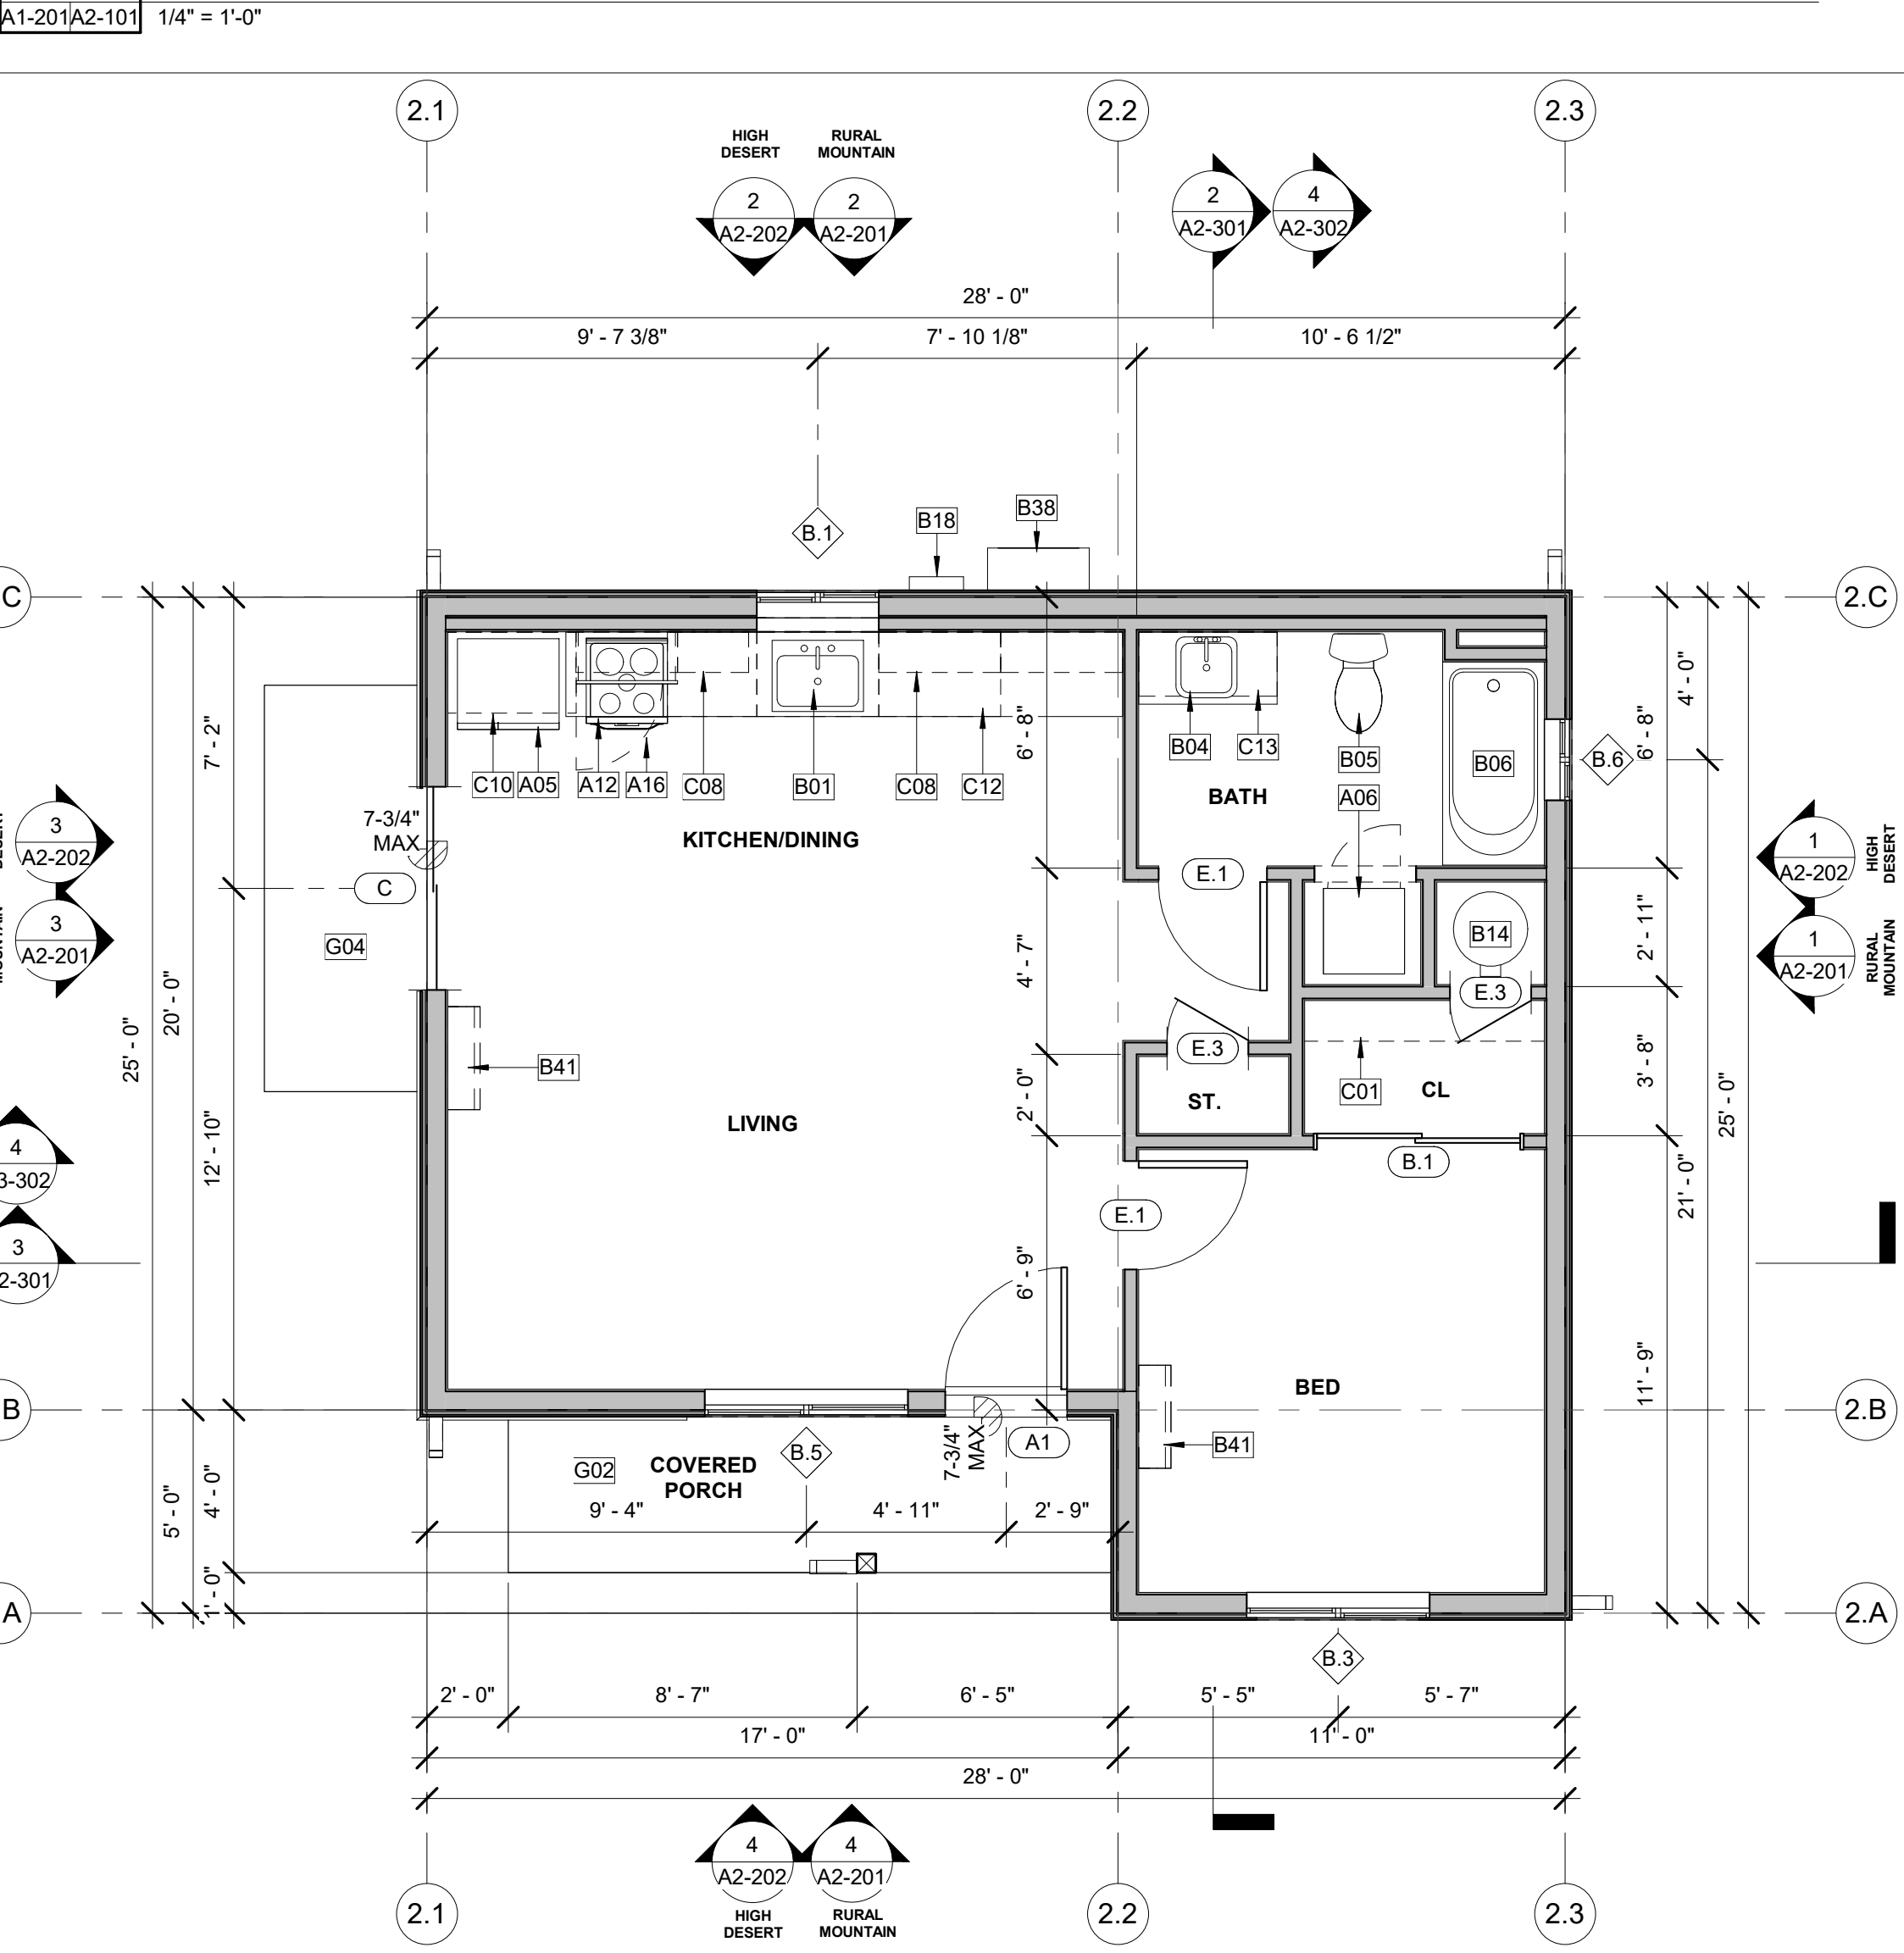 A1-201 A2-101 1/4" = 1'-0"
2.1
2.2
2.3
HIGH
DESERT
RURAL
MOUNTAIN
2
A2-202
2
A2-201
2
A2-301
4
A2-302
28' - 0"
9' - 7 3/8"
7' - 10 1/8"
10' - 6 1/2"
B.1
B18
B38
C
2.C
7' - 2"
20' - 0"
25' - 0"
12' - 10"
7-3/4"
MAX
C
G04
C10
A05
A12
A16
C08
B01
C08
C12
KITCHEN/DINING
6' - 8"
B04
C13
B05
B06
B.6
BATH
A06
E.1
4' - 0"
6' - 8"
3
A2-202
3
A2-201
1
A2-202
HIGH
DESERT
1
A2-201
RURAL
MOUNTAIN
4' - 7"
B14
E.3
2' - 11"
B41
E.3
2' - 0"
ST.
C01
CL
3' - 8"
25' - 0"
LIVING
B.1
21' - 0"
4
3-302
3
2-301
E.1
6' - 9"
BED
11' - 9"
B
2.B
B41
G02
COVERED
PORCH
B.5
7-3/4"
MAX
A1
9' - 4"
4' - 11"
2' - 9"
5' - 0"
4' - 0"
1' - 0"
A
2.A
B.3
2' - 0"
8' - 7"
6' - 5"
5' - 5"
5' - 7"
17' - 0"
11' - 0"
28' - 0"
4
A2-202
4
A2-201
HIGH
DESERT
RURAL
MOUNTAIN
2.1
2.2
2.3